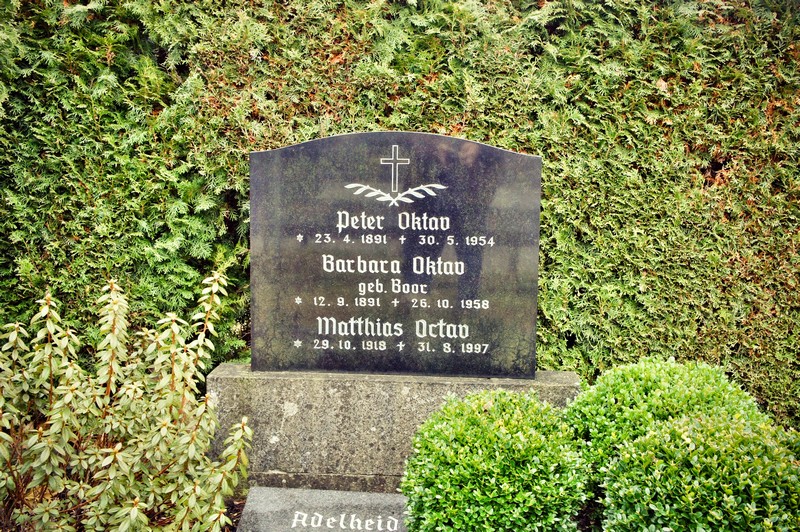 Peter Oktav
* 23. 4. 1891 + 30. 5. 1954
Barbara Oktav
geb. Boor
* 12. 9. 1891 + 26. 10. 1958
Matthias Octav
* 29. 10. 1918 + 31. 8. 1997
Adelheid